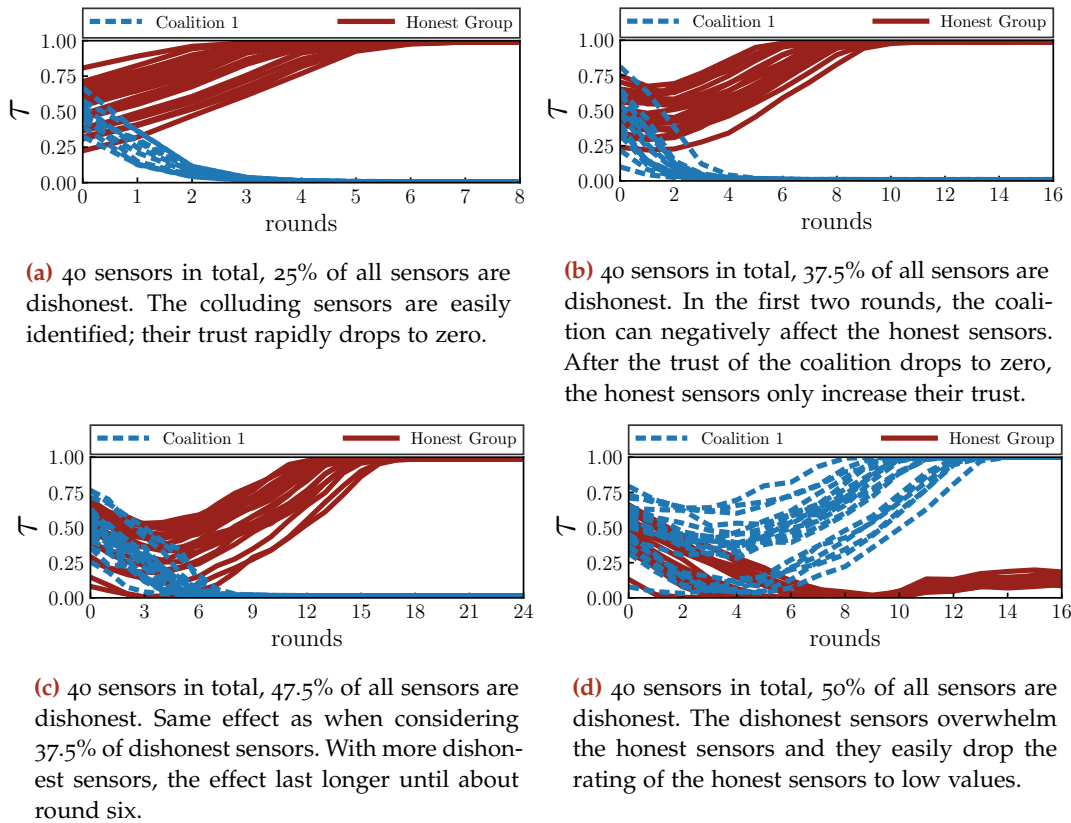 Coalition 1 Honest Group
1.00
0.75
0.50
0.25
0.00
𝒯
0 1 2 3 4 5 6 7 8
rounds
(a) 40 sensors in total, 25% of all sensors are
dishonest. The colluding sensors are easily
identified; their trust rapidly drops to zero.
Coalition 1 Honest Group
1.00
0.75
0.50
0.25
0.00
𝒯
0 2 4 6 8 10 12 14 16
rounds
(b) 40 sensors in total, 37.5% of all sensors are
dishonest. In the first two rounds, the coali-
tion can negatively affect the honest sensors.
After the trust of the coalition drops to zero,
the honest sensors only increase their trust.
Coalition 1 Honest Group
1.00
0.75
0.50
0.25
0.00
𝒯
0 3 6 9 12 15 18 21 24
rounds
(c) 40 sensors in total, 47.5% of all sensors are
dishonest. Same effect as when considering
37.5% of dishonest sensors. With more dishon-
est sensors, the effect last longer until about
round six.
Coalition 1 Honest Group
1.00
0.75
0.50
0.25
0.00
𝒯
0 2 4 6 8 10 12 14 16
rounds
(d) 40 sensors in total, 50% of all sensors are
dishonest. The dishonest sensors overwhelm
the honest sensors and they easily drop the
rating of the honest sensors to low values.